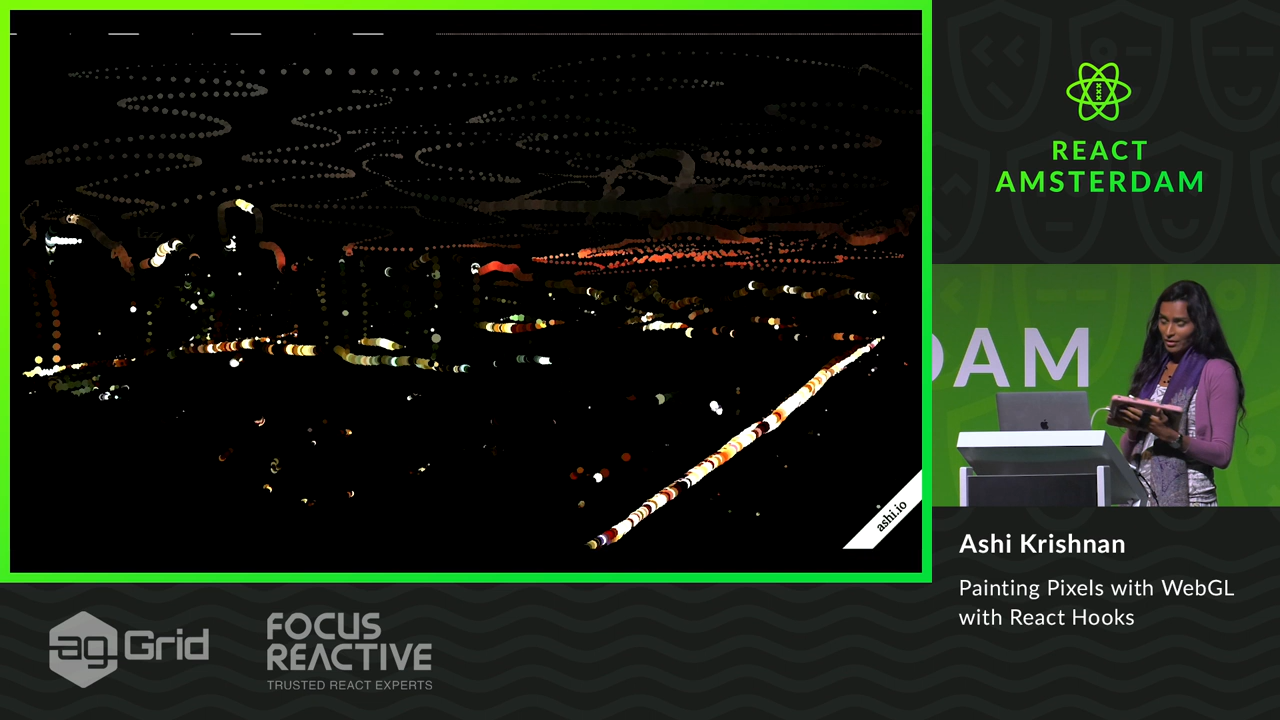 ashi.io
REACT
AMSTERDAM
DAM
Ashi Krishnan
Painting Pixels with WebGL
with React Hooks
ag Grid
FOCUS
REACTIVE
TRUSTED REACT EXPERTS